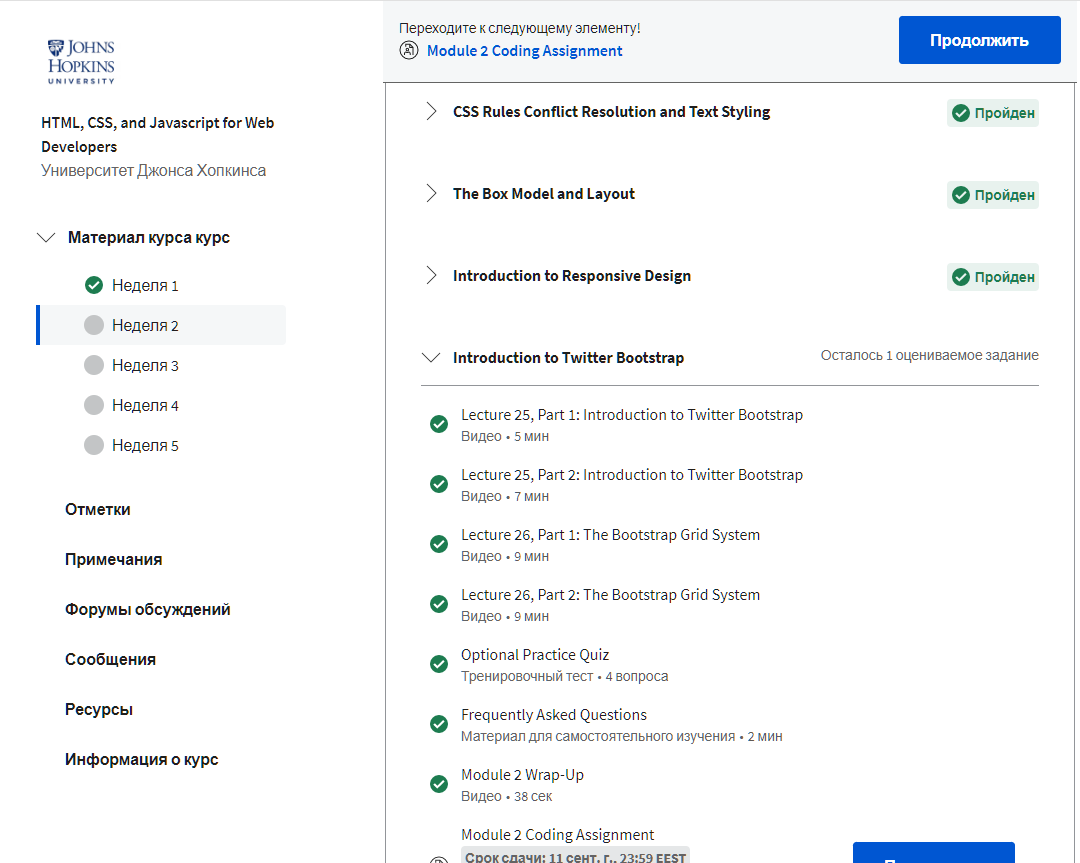 JOHNS
HOPKINS
UNIVERSITY
HTML, CSS, and Javascript for Web
Developers
Университет Джонса Хопкинса
Материал курса курс
Неделя 1
Неделя 2
Неделя 3
Неделя 4
Неделя 5
Отметки
Примечания
Форумы обсуждений
Сообщения
Ресурсы
Информация о курс
Переходите к следующему элементу!
Module 2 Coding Assignment
Продолжить
CSS Rules Conflict Resolution and Text Styling
Пройден
The Box Model and Layout
Пройден
Introduction to Responsive Design
Пройден
Introduction to Twitter Bootstrap
Осталось 1 оцениваемое задание
Lecture 25, Part 1: Introduction to Twitter Bootstrap
Видео • 5 мин
Lecture 25, Part 2: Introduction to Twitter Bootstrap
Видео • 7 мин
Lecture 26, Part 1: The Bootstrap Grid System
Видео • 9 мин
Lecture 26, Part 2: The Bootstrap Grid System
Видео • 9 мин
Optional Practice Quiz
Тренировочный тест • 4 вопроса
Frequently Asked Questions
Материал для самостоятельного изучения • 2 мин
Module 2 Wrap-Up
Видео • 38 сек
Module 2 Coding Assignment
Срок сдачи: 11 сент. г., 23:59 EEST